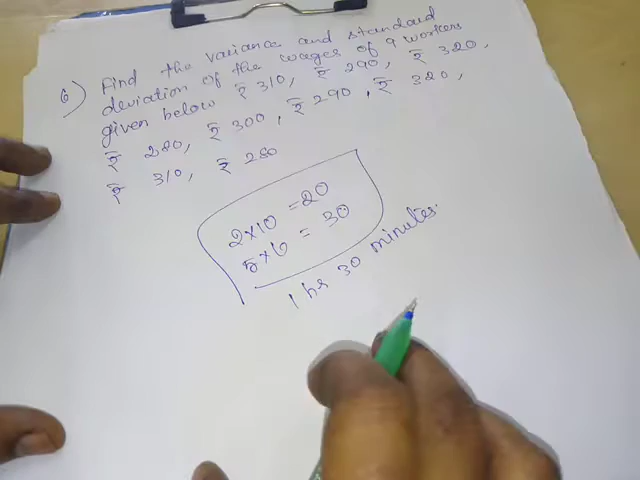 6) Find the variance and standard
deviation of the wages of 9 workers
given below ₹ 310, ₹ 290, ₹ 320,
₹ 280, ₹ 300, ₹ 290, ₹ 320,
₹ 310, ₹ 280
2×10 = 20
5×6 = 30
1 hr 30 minutes.